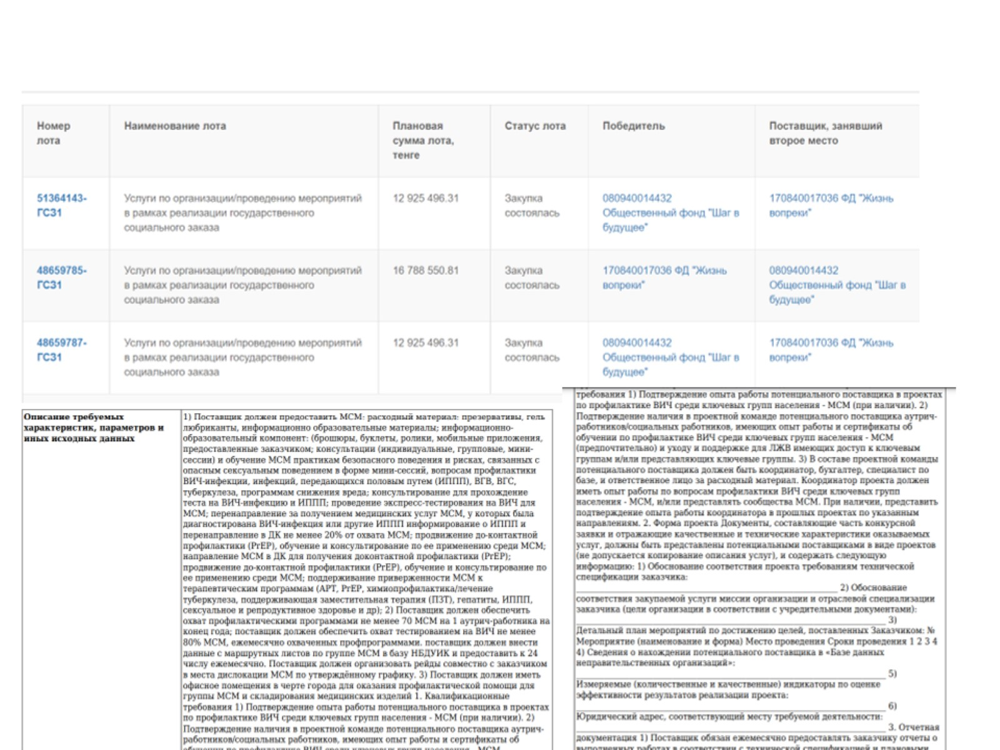 Номер
лота
Наименование лота
Плановая
сумма лота,
тенге
Статус лота
Победитель
Поставщик, занявший
второе место
51364143-
ГСЗ1
Услуги по организации/проведению мероприятий
в рамках реализации государственного
социального заказа
12 925 496.31
Закупка
состоялась
080940014432
Общественный фонд "Шаг в
будущее"
170840017036 ФД "Жизнь
вопреки"
48659785-
ГСЗ1
Услуги по организации/проведению мероприятий
в рамках реализации государственного
социального заказа
16 788 550.81
Закупка
состоялась
170840017036 ФД "Жизнь
вопреки"
080940014432
Общественный фонд "Шаг в
будущее"
48659787-
ГСЗ1
Услуги по организации/проведению мероприятий
в рамках реализации государственного
социального заказа
12 925 496.31
Закупка
состоялась
080940014432
Общественный фонд "Шаг в
будущее"
170840017036 ФД "Жизнь
вопреки"
Описание требуемых
характеристик, параметров и
иных исходных данных
1) Поставщик должен предоставить МСМ: расходный материал: презервативы, гель
любриканты, информационно образовательные материалы; информационно-
образовательный компонент: (брошюры, буклеты, ролики, мобильные приложения,
предоставленные заказчиком; консультации (индивидуальные, групповые, мини-
сессии) и обучение МСМ практикам безопасного поведения и рисках, связанных с
опасным сексуальным поведением в форме мини-сессий, вопросам профилактики
ВИЧ-инфекции, инфекций, передающихся половым путем (ИППП), ВГВ, ВГС,
туберкулеза, программам снижения вреда; консультирование для прохождение
теста на ВИЧ-инфекцию и ИППП; проведение экспресс-тестирования на ВИЧ для
МСМ; перенаправление за получением медицинских услуг МСМ, у которых была
диагностирована ВИЧ-инфекция или другие ИППП информирование о ИППП и
перенаправление в ДК не менее 20% от охвата МСМ; продвижение до-контактной
профилактики (PrEP), обучение и консультирование по ее применению среди МСМ;
направление МСМ в ДК для получения доконтактной профилактики (PrEP);
продвижение до-контактной профилактики (PrEP), обучение и консультирование по
ее применению среди МСМ; поддерживание приверженности МСМ к
терапевтическим программам (АРТ, PrEP, химиопрофилактика/лечение
туберкулеза, поддерживающая заместительная терапия (ПЗТ), гепатиты, ИППП,
сексуальное и репродуктивное здоровье и др); 2) Поставщик должен обеспечить
охват профилактическими программами не менее 70 МСМ на 1 аутрич-работника на
конец года; поставщик должен обеспечить охват тестированием на ВИЧ не менее
80% МСМ, ежемесячно охваченных профпрограммами. поставщик должен внести
данные с маршрутных листов по группе МСМ в базу НБДУИК и предоставить к 24
числу ежемесячно. Поставщик должен организовать рейды совместно с заказчиком
в места дислокации МСМ по утверждённому графику. 3) Поставщик должен иметь
офисное помещения в черте города для оказания профилактической помощи для
группы МСМ и складирования медицинских изделий 1. Квалификационные
требования 1) Подтверждение опыта работы потенциального поставщика в проектах
по профилактике ВИЧ среди ключевых групп населения - МСМ (при наличии). 2)
Подтверждение наличия в проектной команде потенциального поставщика аутрич-
работников/социальных работников, имеющих опыт работы и сертификаты об
обучении по профилактике ВИЧ среди ключевых групп населения - МСМ
требования 1) Подтверждение опыта работы потенциального поставщика в проектах
по профилактике ВИЧ среди ключевых групп населения - МСМ (при наличии). 2)
Подтверждение наличия в проектной команде потенциального поставщика аутрич-
работников/социальных работников, имеющих опыт работы и сертификаты об
обучении по профилактике ВИЧ среди ключевых групп населения - МСМ
(предпочтительно) и уходу и поддержке для ЛЖВ имеющих доступ к ключевым
группам и/или представляющих ключевые группы. 3) В составе проектной команды
потенциального поставщика должен быть координатор, бухгалтер, специалист по
базе, и ответственное лицо за расходный материал. Координатор проекта должен
иметь опыт работы по вопросам профилактики ВИЧ среди ключевых групп
населения - МСМ, и/или представлять сообщества МСМ. При наличии, представить
подтверждение опыта работы координатора в прошлых проектах по указанным
направлениям. 2. Форма проекта Документы, составляющие часть конкурсной
заявки и отражающие качественные и технические характеристики оказываемых
услуг, должны быть представлены потенциальными поставщиками в виде проектов
(не допускается копирование описания услуг), и содержать следующую
информацию: 1) Обоснование соответствия проекта требованиям технической
спецификации заказчика:
2) Обоснование
соответствия закупаемой услуги миссии организации и отраслевой специализации
заказчика (цели организации в соответствии с учредительными документами):
3)
Детальный план мероприятий по достижению целей, поставленных Заказчиком: №
Мероприятие (наименование и форма) Место проведения Сроки проведения 1 2 3 4
4) Сведения о нахождении потенциального поставщика в «Базе данных
неправительственных организаций»:
5)
Измеряемые (количественные и качественные) индикаторы по оценке
эффективности результатов реализации проекта:
6)
Юридический адрес, соответствующий месту требуемой деятельности:
3. Отчетная
документация 1) Поставщик обязан ежемесячно предоставлять заказчику отчеты о
выполненных работах в соответствии с технической спецификацией и плановыми